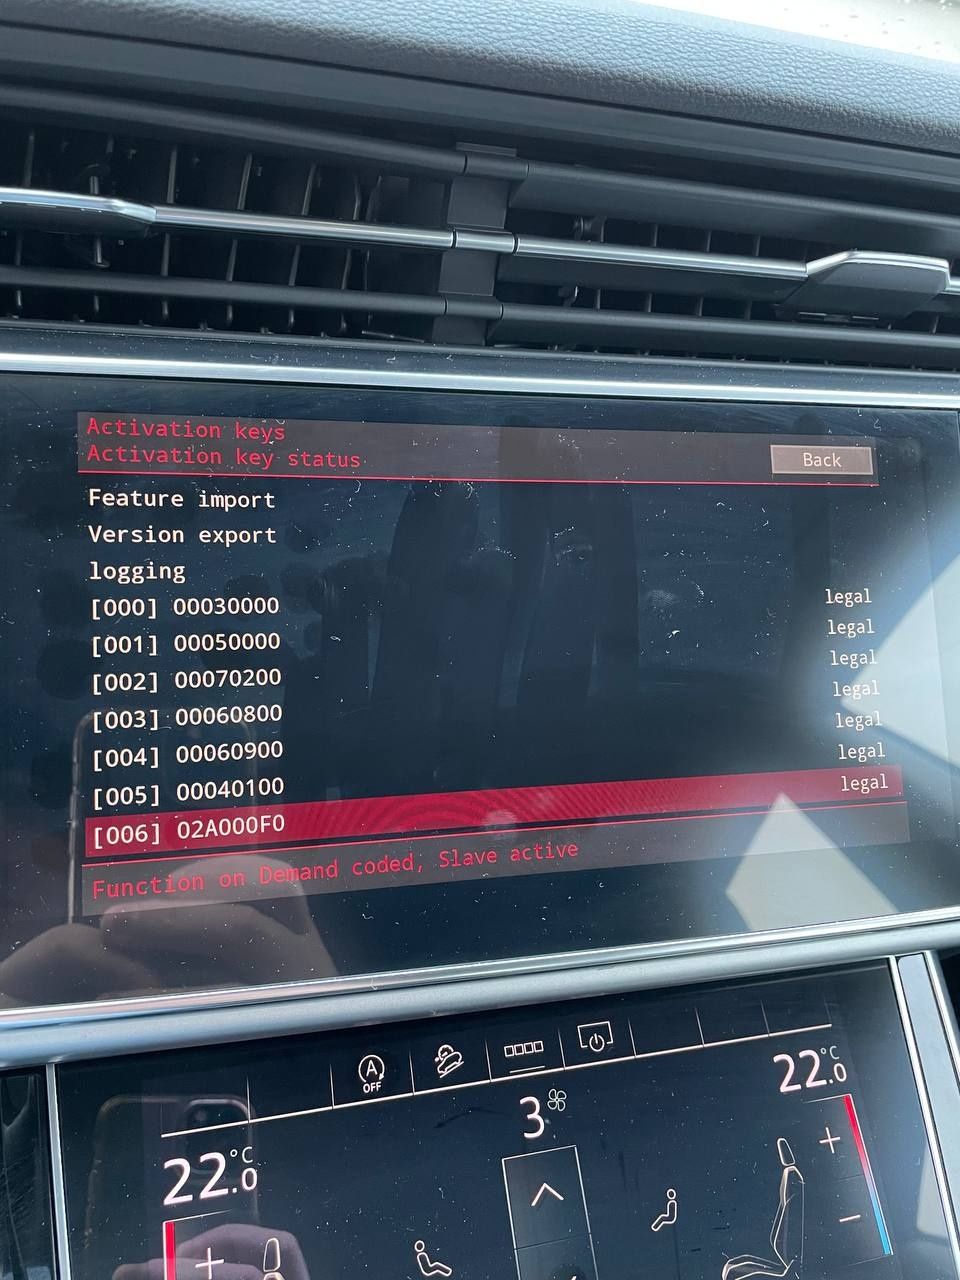 Activation keys
Activation key status
Back
Feature import
Version export
logging
[000] 00030000 legal
[001] 00050000 legal
[002] 00070200 legal
[003] 00060800 legal
[004] 00060900 legal
[005] 00040100 legal
[006] 02A000F0 legal
Function on Demand coded, Slave active
A
OFF
22.0 °C
3
22.0 °C